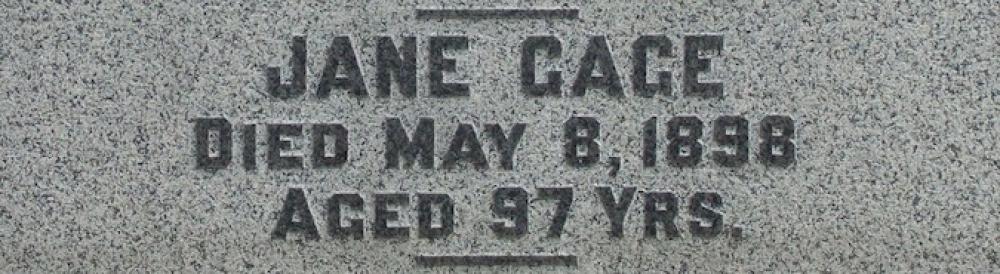 JANE GAGE
DIED MAY 8, 1898
AGED 97 YRS.